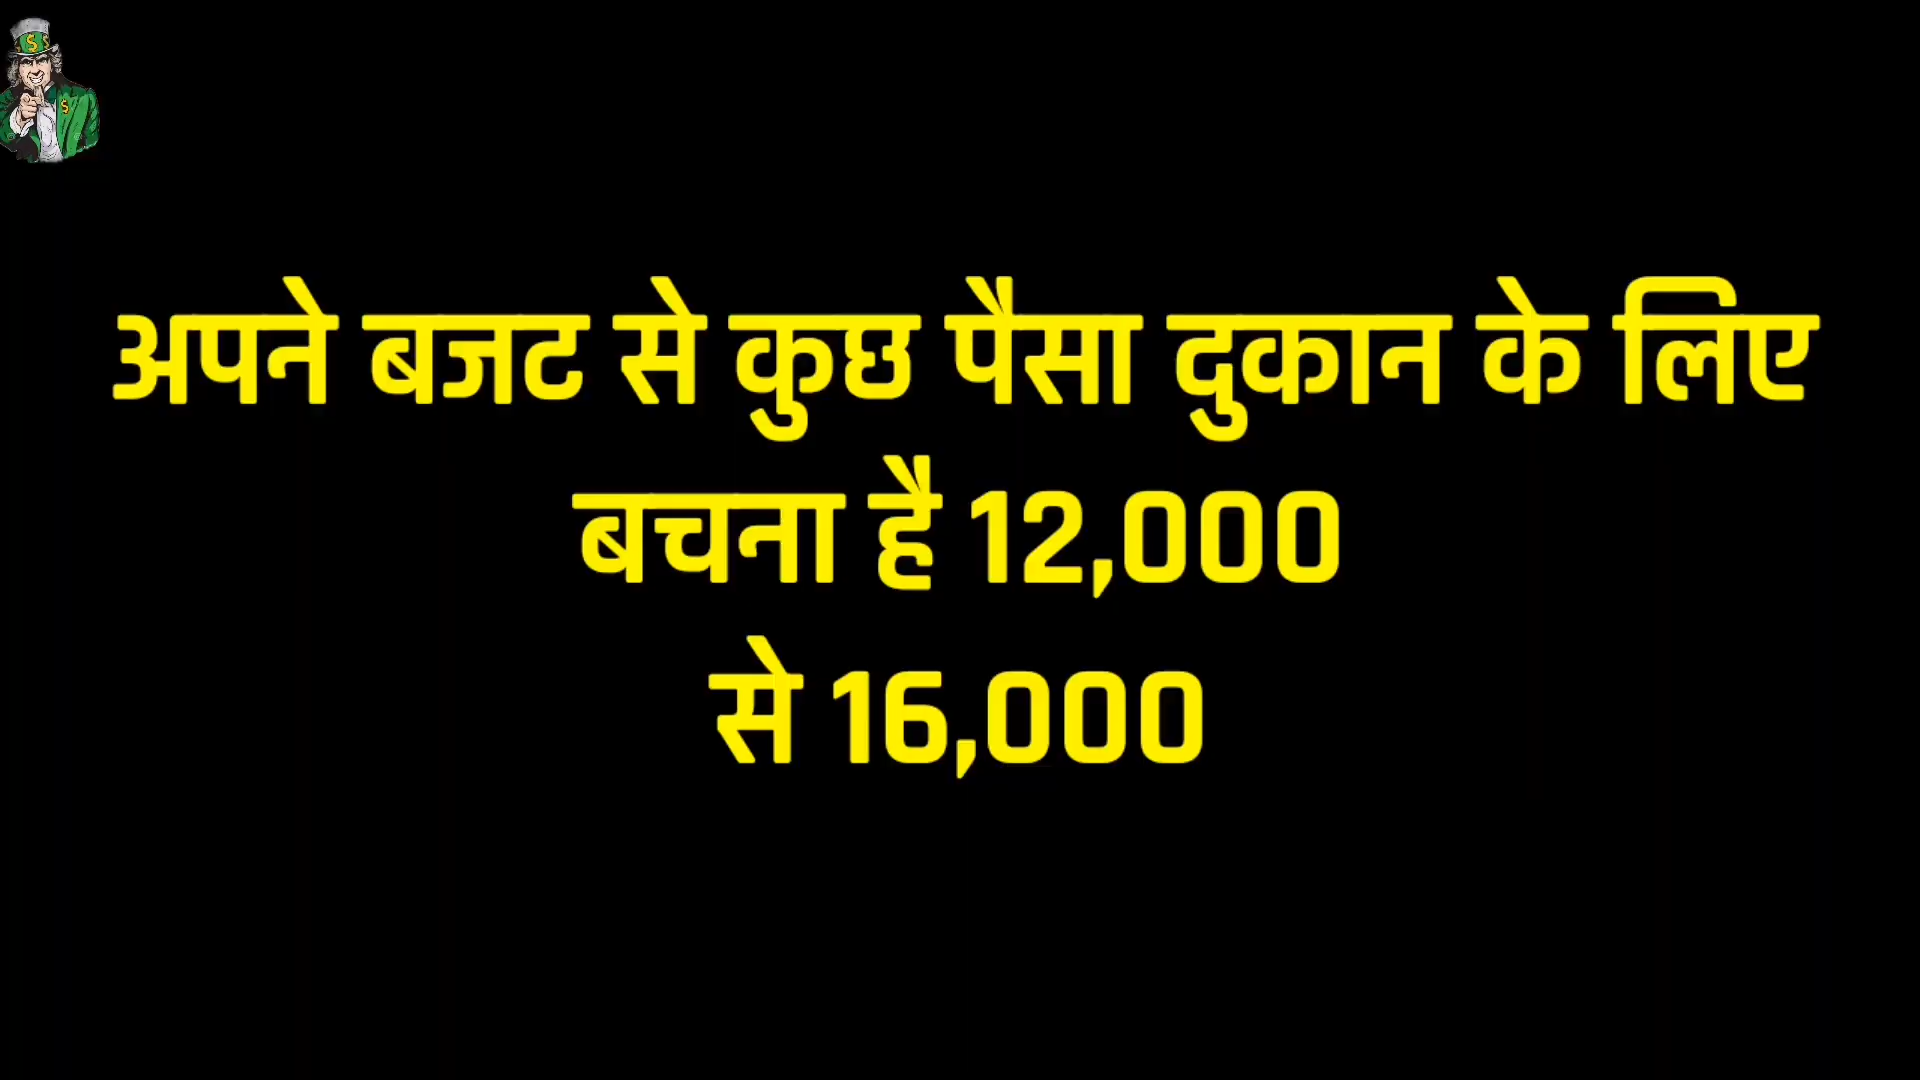 अपने बजट से कुछ पैसा दुकान के लिए
बचना है 12,000
से 16,000